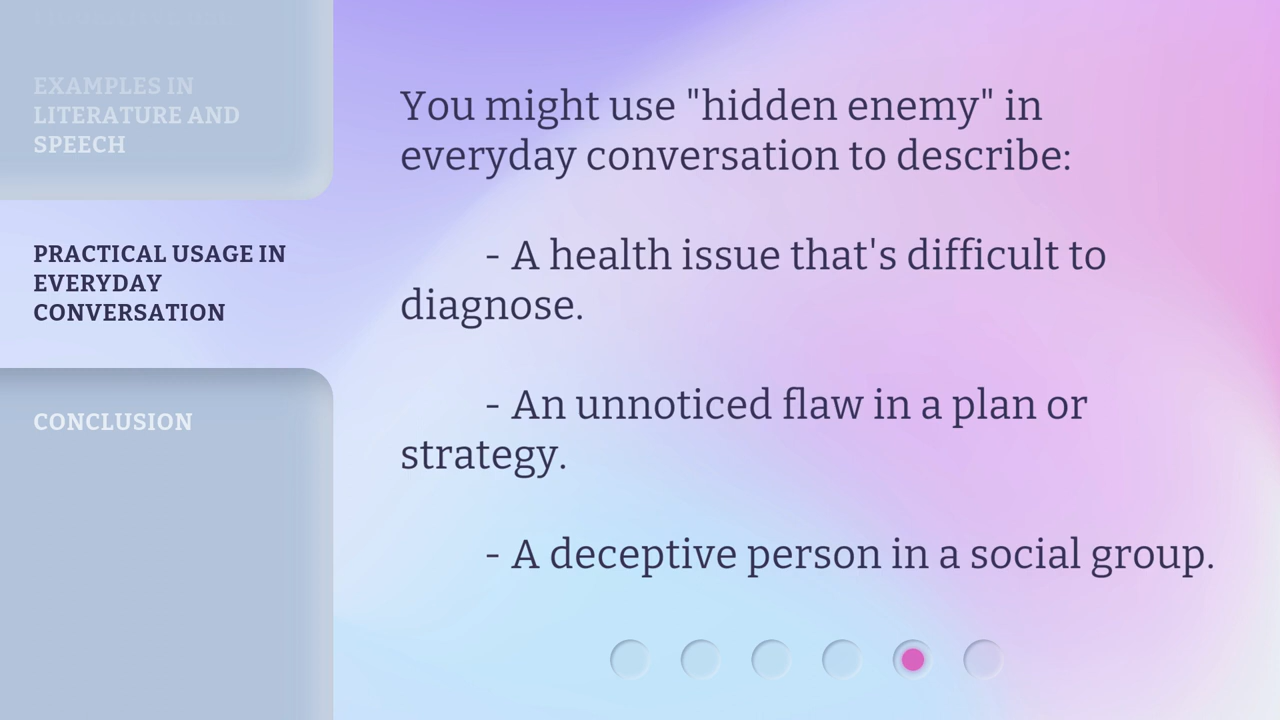 EXAMPLES IN
LITERATURE AND
SPEECH
PRACTICAL USAGE IN
EVERYDAY
CONVERSATION
CONCLUSION
You might use "hidden enemy" in
everyday conversation to describe:
- A health issue that's difficult to
diagnose.
- An unnoticed flaw in a plan or
strategy.
- A deceptive person in a social group.